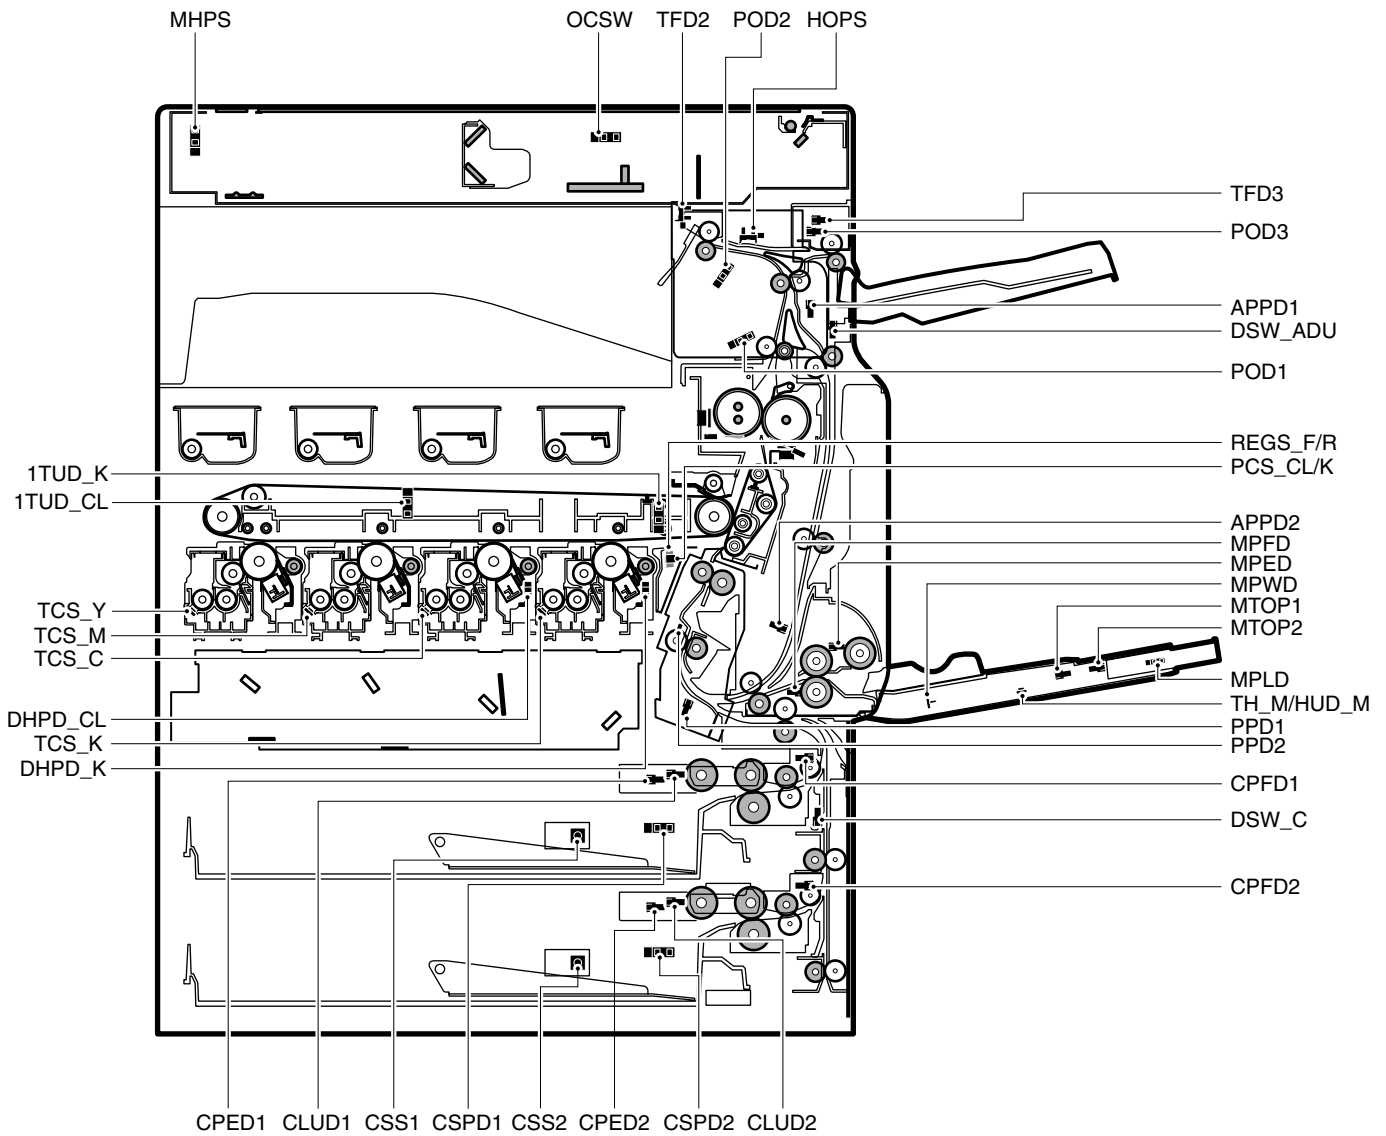 MHPS OCSW TFD2 POD2 HOPS
TFD3
POD3
APPD1
DSW_ADU
POD1
REGS_F/R
PCS_CL/K
1TUD_K
1TUD_CL
APPD2
MPFD
MPED
MPWD
MTOP1
MTOP2
TCS_Y
TCS_M
TCS_C
MPLD
TH_M/HUD_M
DHPD_CL
TCS_K
DHPD_K
PPD1
PPD2
CPFD1
DSW_C
CPFD2
CPED1 CLUD1 CSS1 CSPD1 CSS2 CPED2 CSPD2 CLUD2